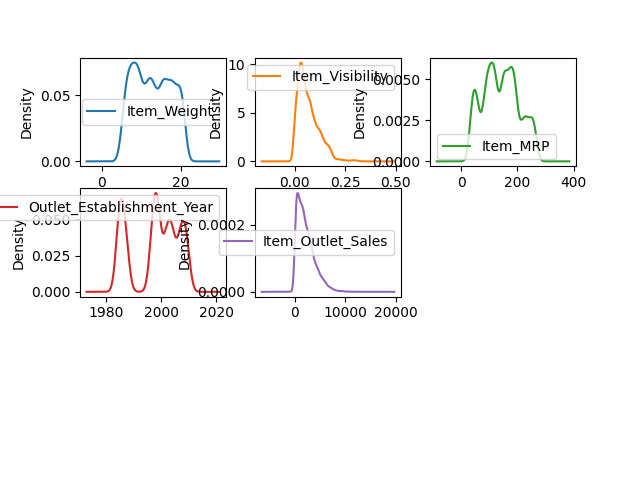 Density
0.05
0.00
Item_Weight
0
20
Density
10
5
0
Item_Visibility
0.00
0.25
0.50
Density
0.0050
0.0025
0.0000
Item_MRP
0
200
400
Density
0.050
0.025
0.000
Outlet_Establishment_Year
1980
2000
2020
Density
0.0002
0.0000
Item_Outlet_Sales
0
10000
20000